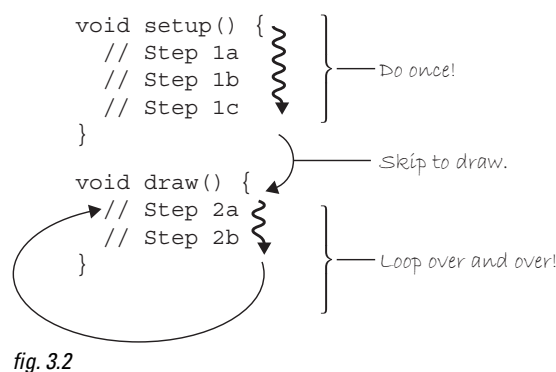 void setup() {
// Step 1a
// Step 1b
// Step 1c
}
Do once!
Skip to draw.
void draw() {
// Step 2a
// Step 2b
}
Loop over and over!
fig. 3.2